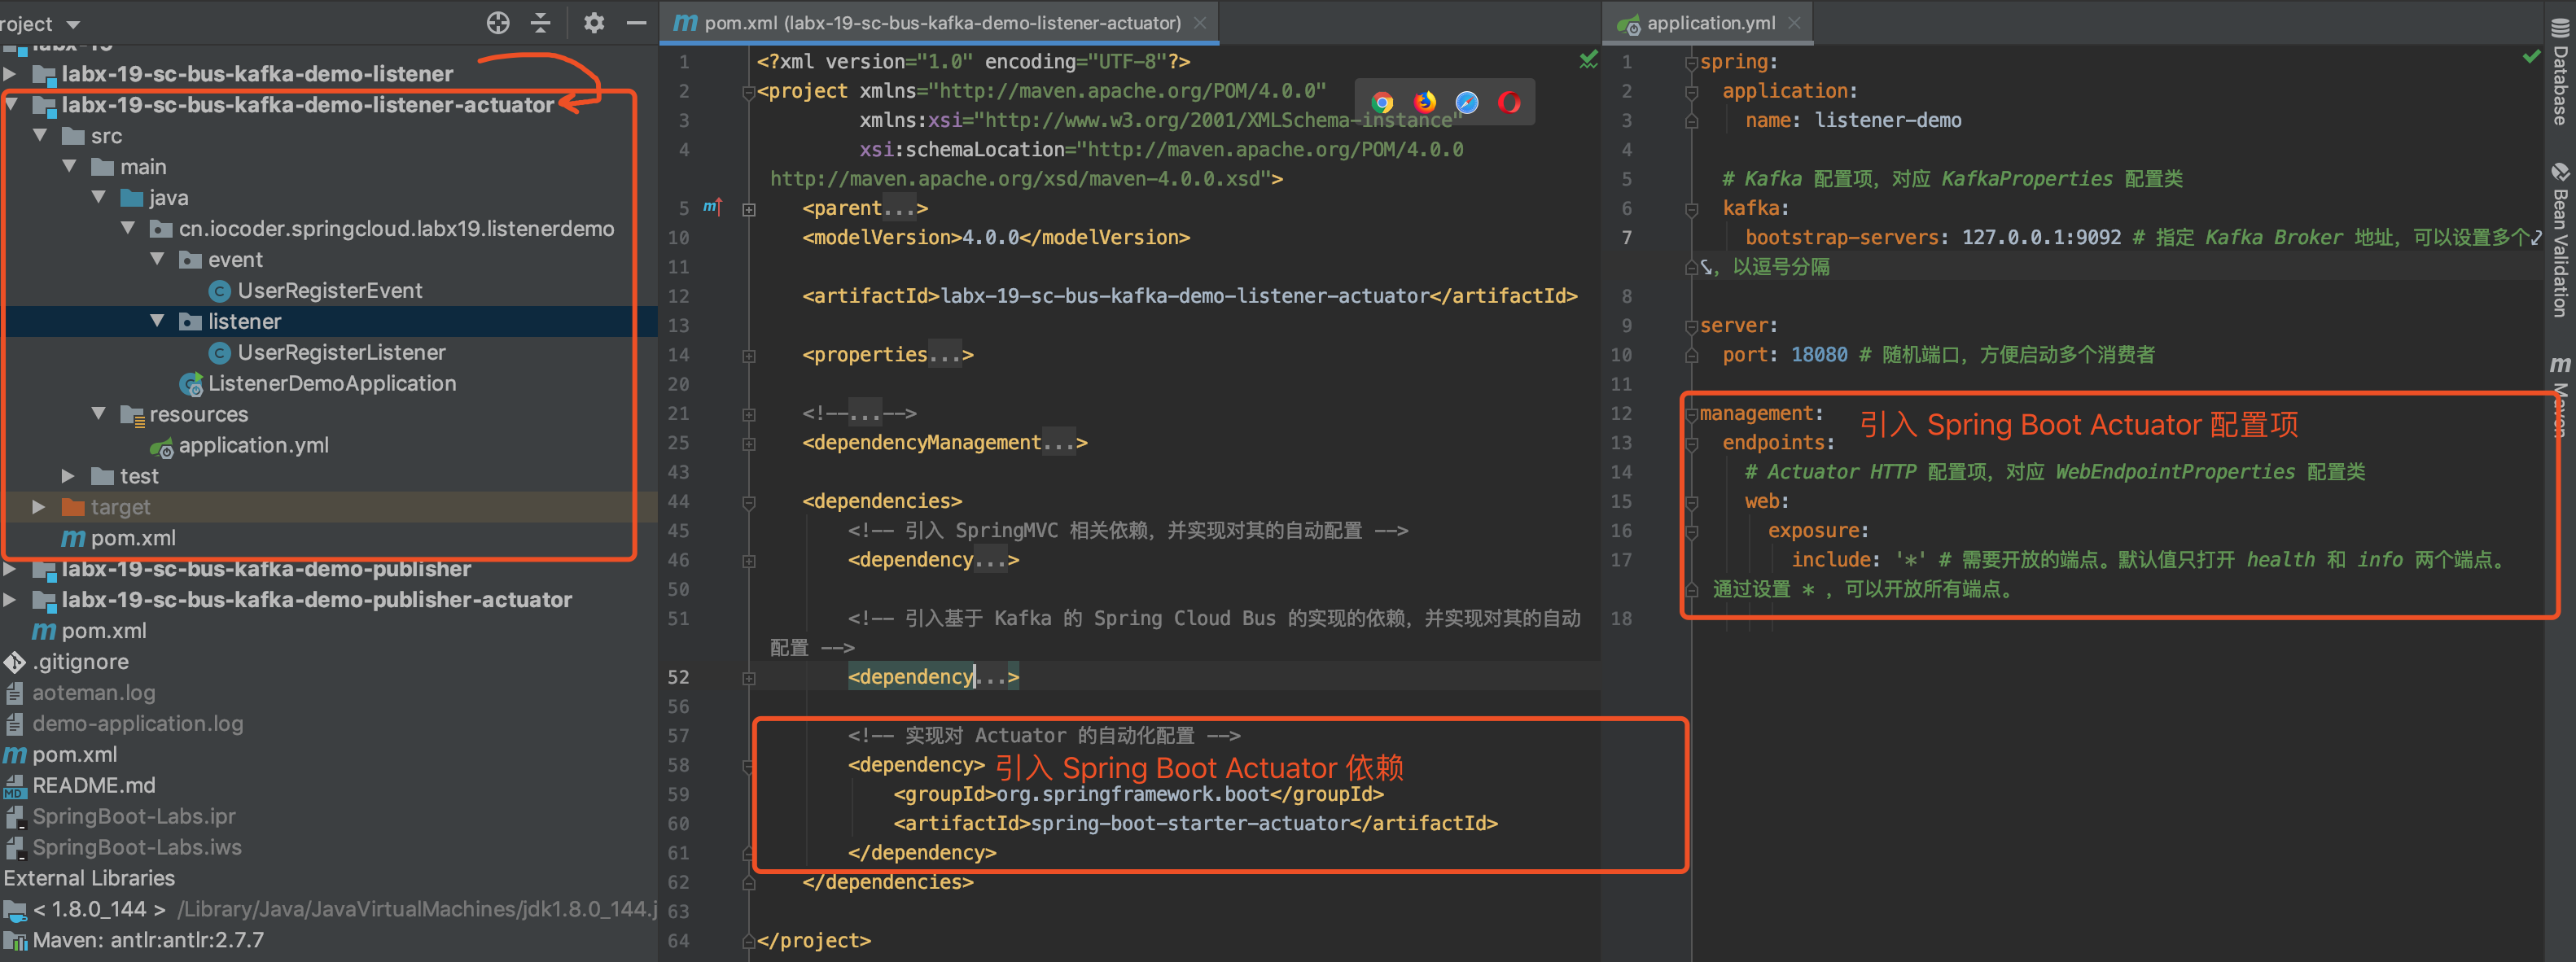 roject
pom.xml (labx-19-sc-bus-kafka-demo-listener-actuator)
application.yml
labx-19
labx-19-sc-bus-kafka-demo-listener
labx-19-sc-bus-kafka-demo-listener-actuator
src
main
java
cn.iocoder.springcloud.labx19.listenerdemo
event
UserRegisterEvent
listener
UserRegisterListener
ListenerDemoApplication
resources
application.yml
test
target
pom.xml
labx-19-sc-bus-kafka-demo-publisher
labx-19-sc-bus-kafka-demo-publisher-actuator
pom.xml
.gitignore
aoteman.log
demo-application.log
pom.xml
README.md
SpringBoot-Labs.ipr
SpringBoot-Labs.iws
External Libraries
< 1.8.0_144 > /Library/Java/JavaVirtualMachines/jdk1.8.0_144.j
Maven: antlr:antlr:2.7.7
1 <?xml version="1.0" encoding="UTF-8"?>
2 <project xmlns="http://maven.apache.org/POM/4.0.0"
3 xmlns:xsi="http://www.w3.org/2001/XMLSchema-instance"
4 xsi:schemaLocation="http://maven.apache.org/POM/4.0.0
http://maven.apache.org/xsd/maven-4.0.0.xsd">
5 <parent...>
10 <modelVersion>4.0.0</modelVersion>
11
12 <artifactId>labx-19-sc-bus-kafka-demo-listener-actuator</artifactId>
13
14 <properties...>
20
21 <!--...-->
25 <dependencyManagement...>
43
44 <dependencies>
45 <!-- 引入 SpringMVC 相关依赖，并实现对其的自动配置 -->
46 <dependency...>
50
51 <!-- 引入基于 Kafka 的 Spring Cloud Bus 的实现的依赖，并实现对其的自动
配置 -->
52 <dependency...>
56
57 <!-- 实现对 Actuator 的自动化配置 -->
58 <dependency> 引入 Spring Boot Actuator 依赖
59 <groupId>org.springframework.boot</groupId>
60 <artifactId>spring-boot-starter-actuator</artifactId>
61 </dependency>
62 </dependencies>
63
64 </project>
1 spring:
2 application:
3 name: listener-demo
4
5 # Kafka 配置项，对应 KafkaProperties 配置类
6 kafka:
7 bootstrap-servers: 127.0.0.1:9092 # 指定 Kafka Broker 地址，可以设置多个
，以逗号分隔
8
9 server:
10 port: 18080 # 随机端口，方便启动多个消费者
11
12 management: 引入 Spring Boot Actuator 配置项
13 endpoints:
14 # Actuator HTTP 配置项，对应 WebEndpointProperties 配置类
15 web:
16 exposure:
17 include: '*' # 需要开放的端点。默认值只打开 health 和 info 两个端点。
通过设置 * ，可以开放所有端点。
18
Database
Bean Validation
Maven